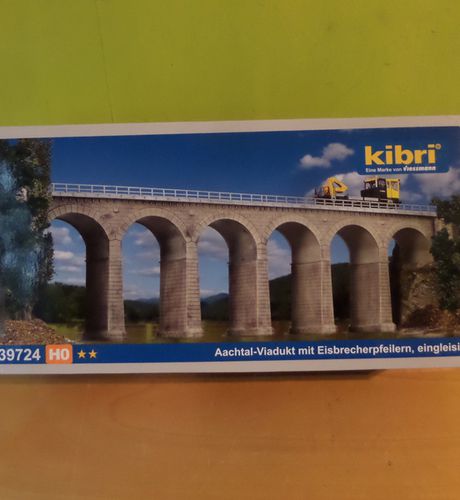 kibri
Eine Marke von viessmann
39724 H0 Aachtal-Viadukt mit Eisbrecherpfeilern, eingleisi